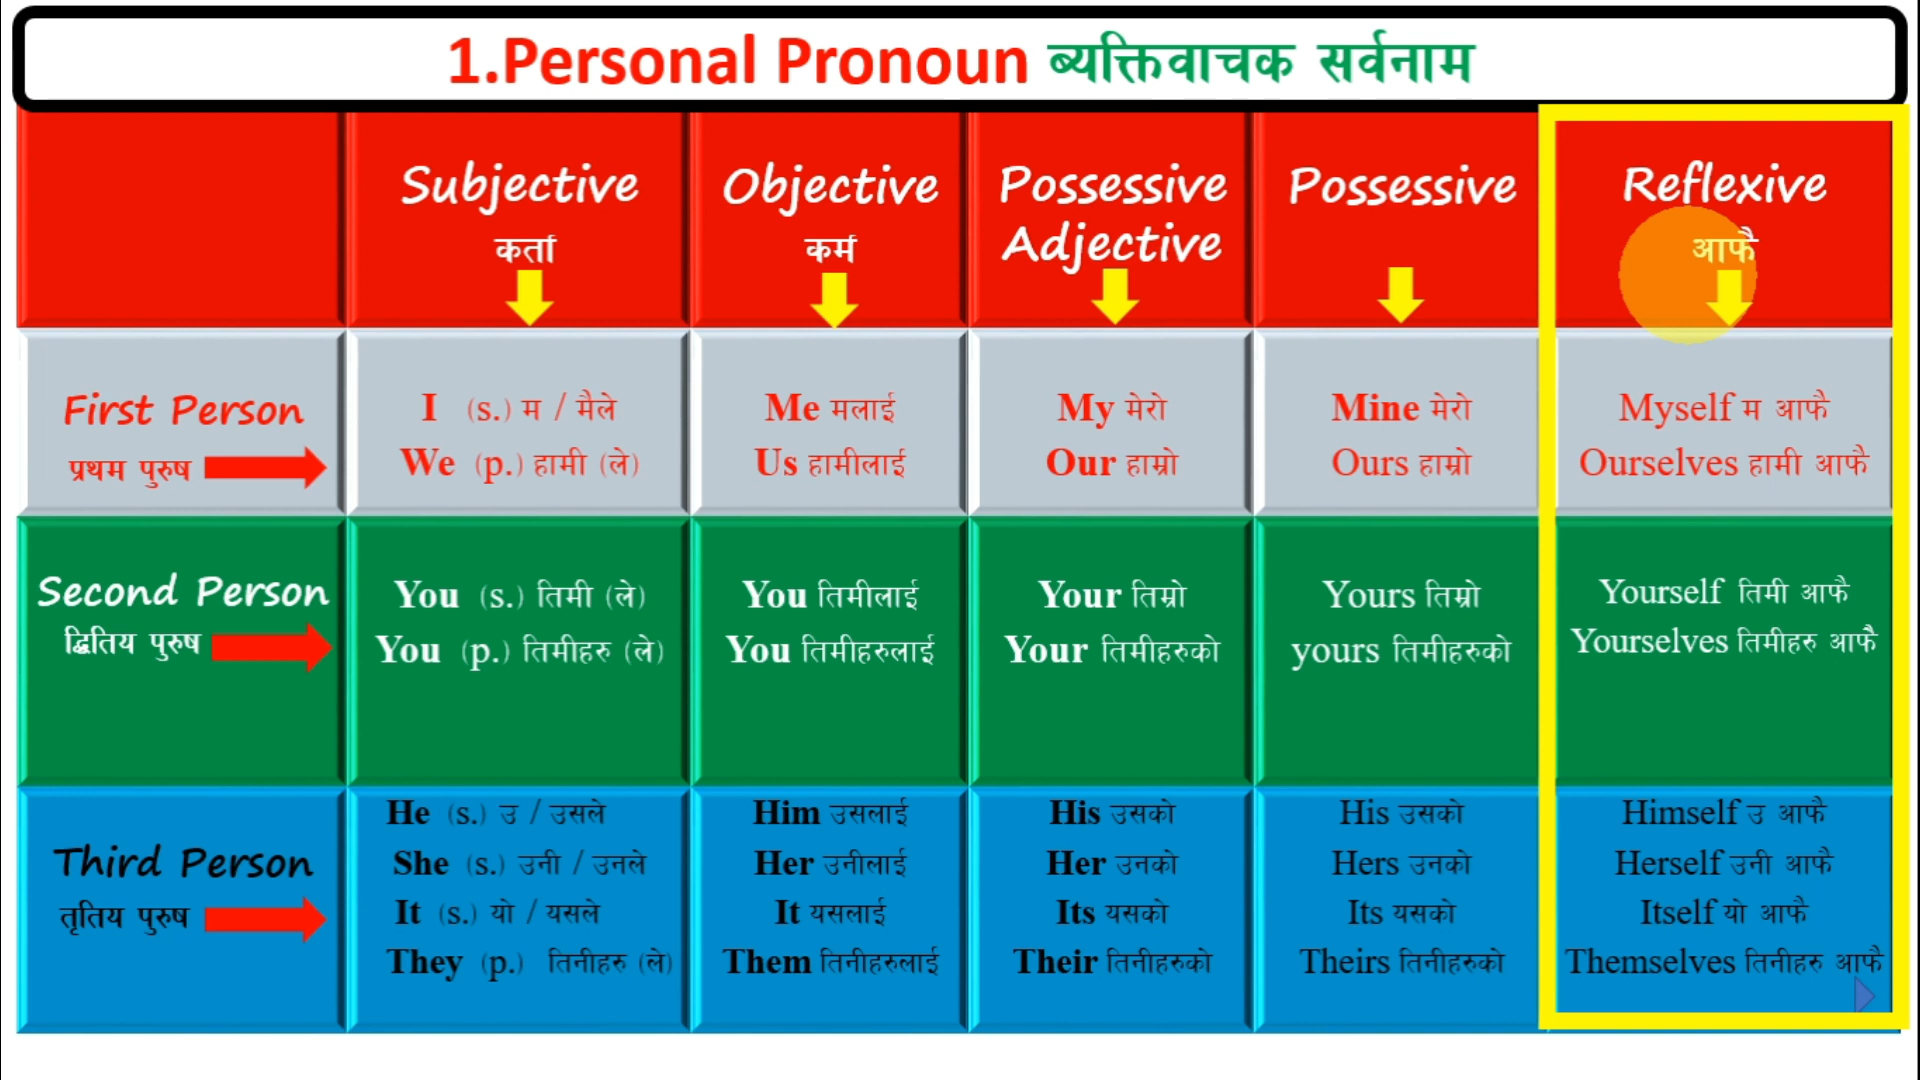 1.Personal Pronoun ब्यक्तिवाचक सर्वनाम
Subjective
कर्ता
Objective
कर्म
Possessive
Adjective
Possessive
Reflexive
आफै
First Person
प्रथम पुरुष
I (s.) म / मैले
We (p.) हामी (ले)
Me मलाई
Us हामीलाई
My मेरो
Our हाम्रो
Mine मेरो
Ours हाम्रो
Myself म आफै
Ourselves हामी आफै
Second Person
द्बितिय पुरुष
You (s.) तिमी (ले)
You (p.) तिमीहरु (ले)
You तिमीलाई
You तिमीहरुलाई
Your तिम्रो
Your तिमीहरुको
Yours तिम्रो
yours तिमीहरुको
Yourself तिमी आफै
Yourselves तिमीहरु आफै
Third Person
तृतिय पुरुष
He (s.) उ / उसले
She (s.) उनी / उनले
It (s.) यो / यसले
They (p.) तिनीहरु (ले)
Him उसलाई
Her उनीलाई
It यसलाई
Them तिनीहरुलाई
His उसको
Her उनको
Its यसको
Their तिनीहरुको
His उसको
Hers उनको
Its यसको
Theirs तिनीहरुको
Himself उ आफै
Herself उनी आफै
Itself यो आफै
Themselves तिनीहरु आफै